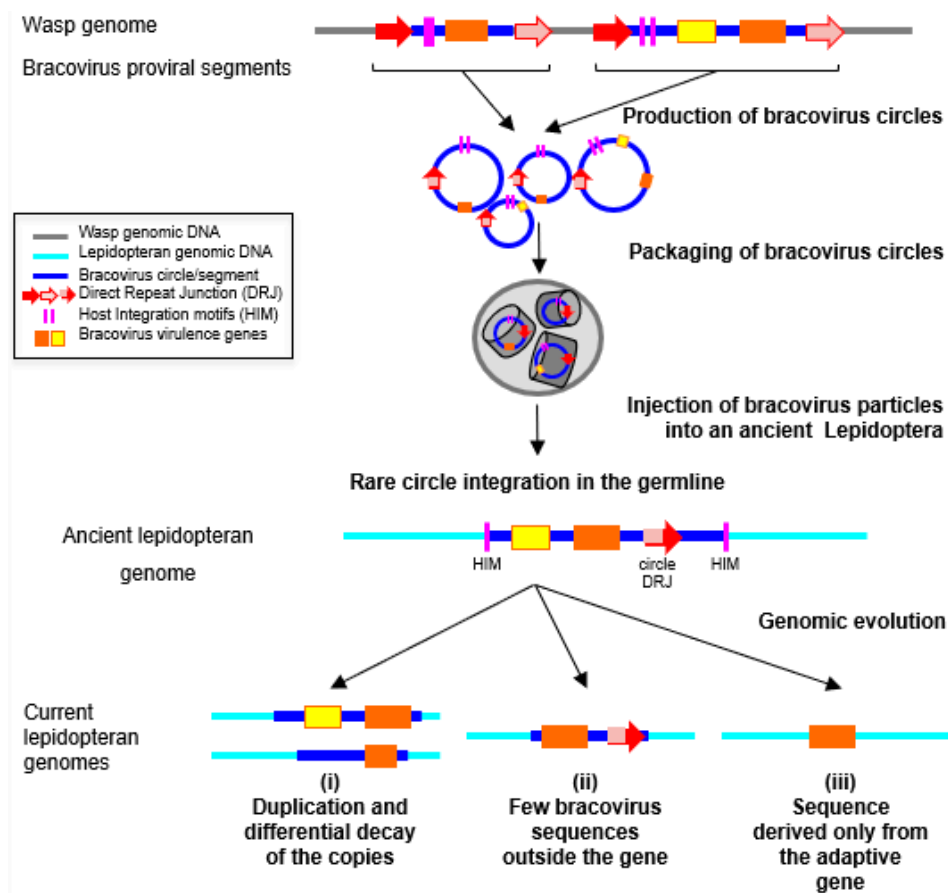 Wasp genome
Bracovirus proviral segments
Production of bracovirus circles
Wasp genomic DNA
Lepidopteran genomic DNA
Bracovirus circle/segment
Direct Repeat Junction (DRJ)
Host Integration motifs (HIM)
Bracovirus virulence genes
Packaging of bracovirus circles
Injection of bracovirus particles
into an ancient Lepidoptera
Rare circle integration in the germline
Ancient lepidopteran
genome
HIM
circle
DRJ
HIM
Genomic evolution
Current
lepidopteran
genomes
(i)
Duplication and
differential decay
of the copies
(ii)
Few bracovirus
sequences
outside the gene
(iii)
Sequence
derived only from
the adaptive
gene